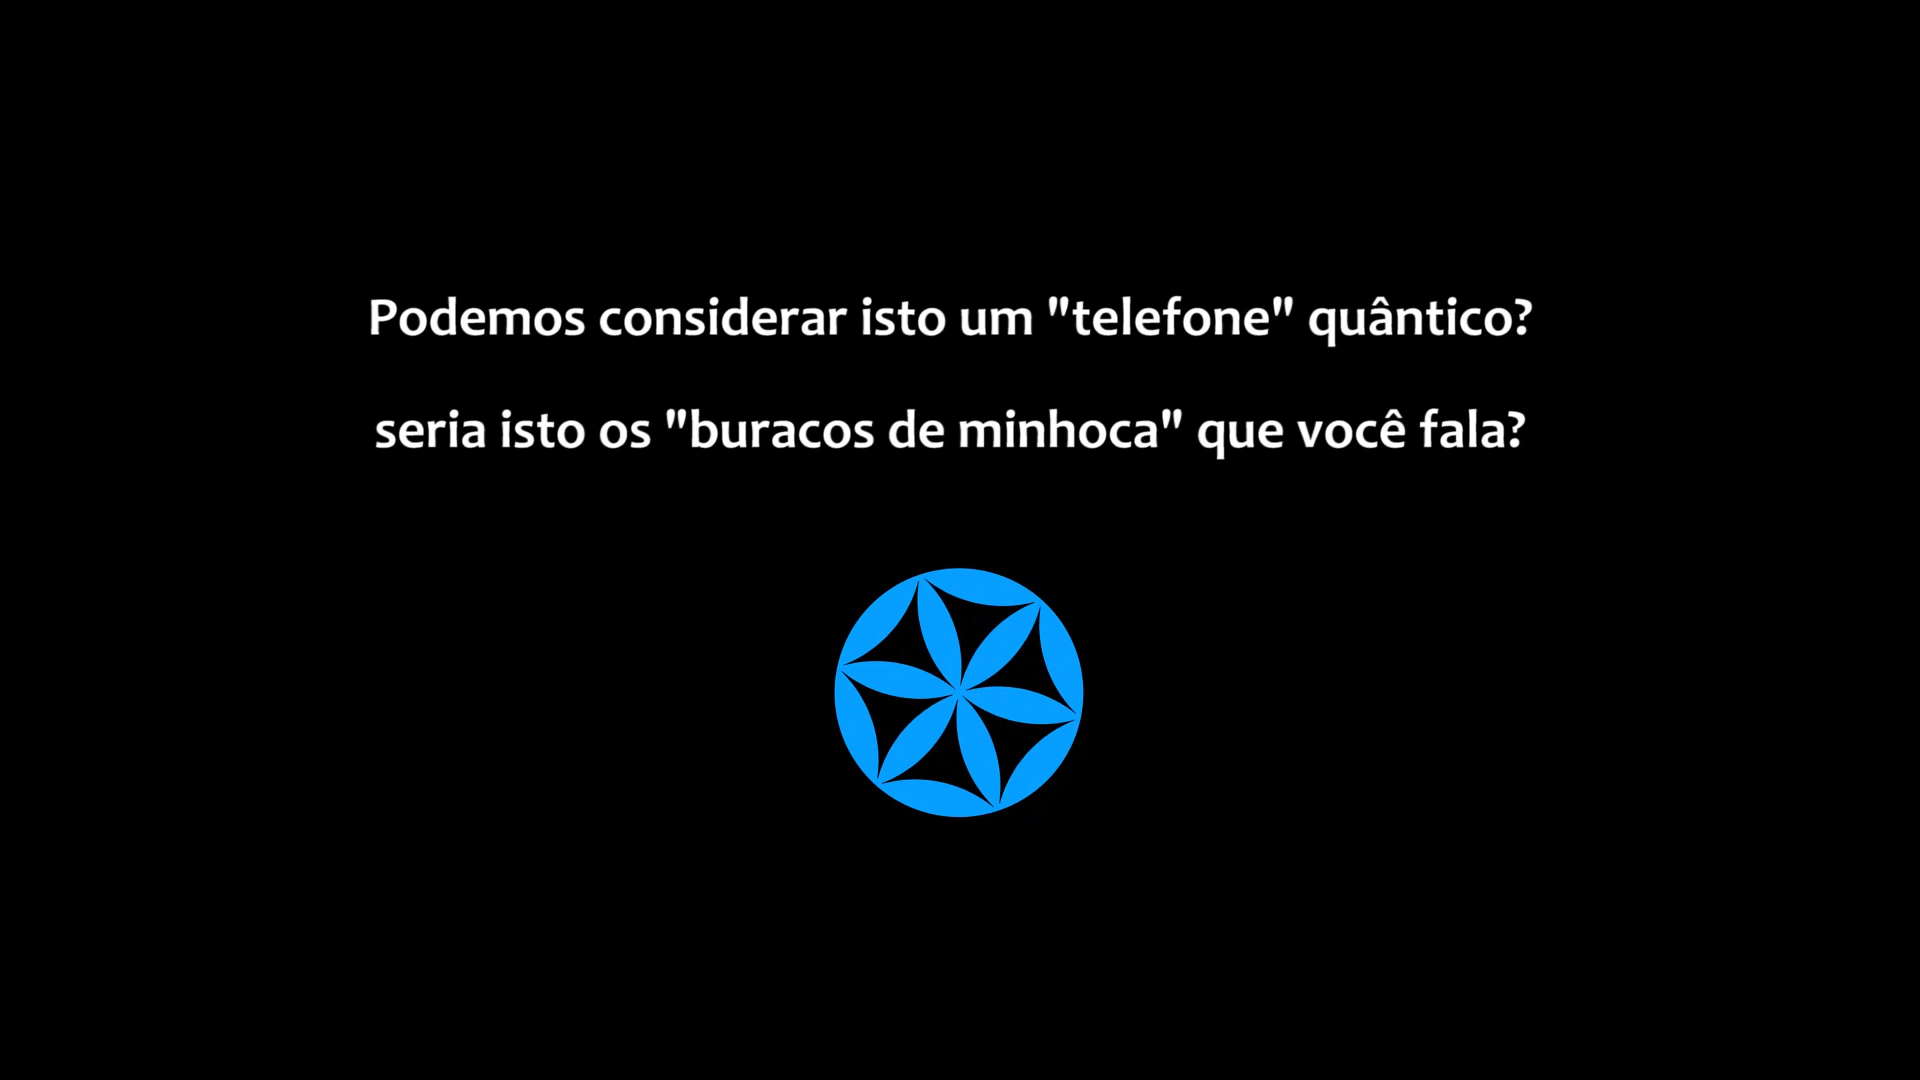 Podemos considerar isto um "telefone" quântico?
seria isto os "buracos de minhoca" que você fala?